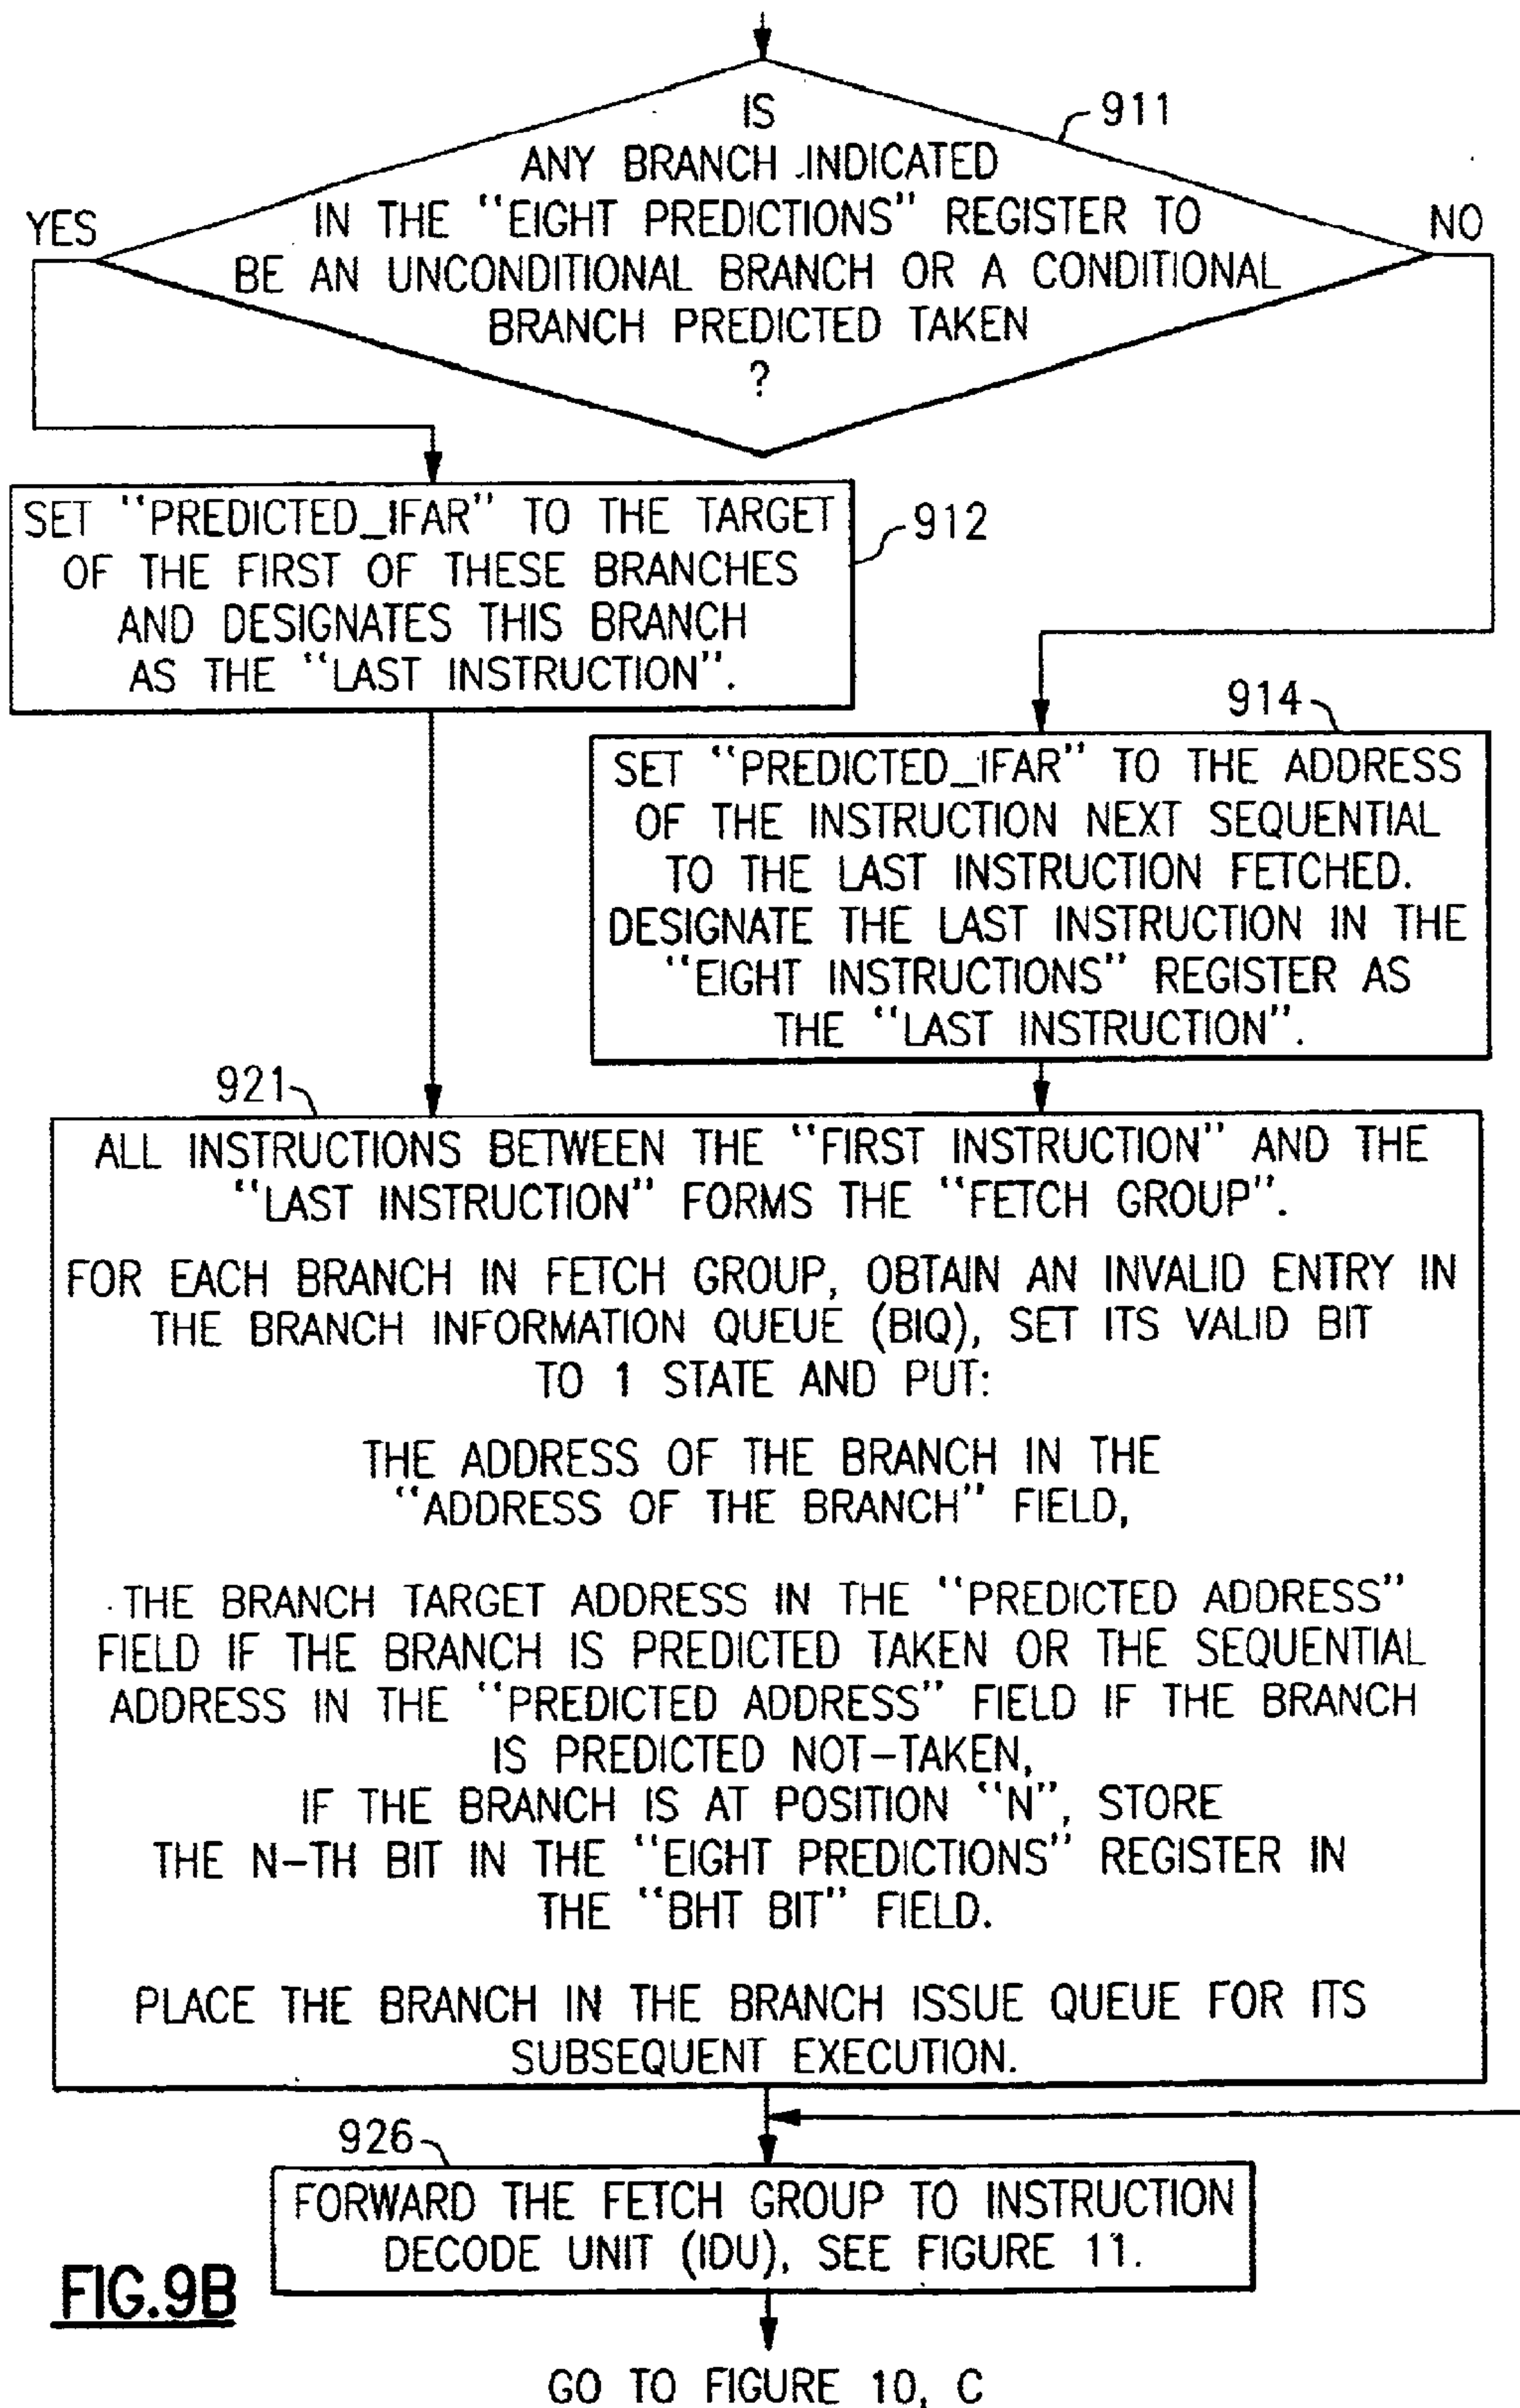 IS
ANY BRANCH INDICATED
IN THE "EIGHT PREDICTIONS" REGISTER TO
BE AN UNCONDITIONAL BRANCH OR A CONDITIONAL
BRANCH PREDICTED TAKEN
?
911
YES
NO
SET "PREDICTED_IFAR" TO THE TARGET
OF THE FIRST OF THESE BRANCHES
AND DESIGNATES THIS BRANCH
AS THE "LAST INSTRUCTION".
912
914
SET "PREDICTED_IFAR" TO THE ADDRESS
OF THE INSTRUCTION NEXT SEQUENTIAL
TO THE LAST INSTRUCTION FETCHED.
DESIGNATE THE LAST INSTRUCTION IN THE
"EIGHT INSTRUCTIONS" REGISTER AS
THE "LAST INSTRUCTION".
921
ALL INSTRUCTIONS BETWEEN THE "FIRST INSTRUCTION" AND THE
"LAST INSTRUCTION" FORMS THE "FETCH GROUP".
FOR EACH BRANCH IN FETCH GROUP, OBTAIN AN INVALID ENTRY IN
THE BRANCH INFORMATION QUEUE (BIQ), SET ITS VALID BIT
TO 1 STATE AND PUT:
THE ADDRESS OF THE BRANCH IN THE
"ADDRESS OF THE BRANCH" FIELD,
THE BRANCH TARGET ADDRESS IN THE "PREDICTED ADDRESS"
FIELD IF THE BRANCH IS PREDICTED TAKEN OR THE SEQUENTIAL
ADDRESS IN THE "PREDICTED ADDRESS" FIELD IF THE BRANCH
IS PREDICTED NOT-TAKEN,
IF THE BRANCH IS AT POSITION "N", STORE
THE N-TH BIT IN THE "EIGHT PREDICTIONS" REGISTER IN
THE "BHT BIT" FIELD.
PLACE THE BRANCH IN THE BRANCH ISSUE QUEUE FOR ITS
SUBSEQUENT EXECUTION.
926
FORWARD THE FETCH GROUP TO INSTRUCTION
DECODE UNIT (IDU), SEE FIGURE 11.
FIG.9B
GO TO FIGURE 10, C